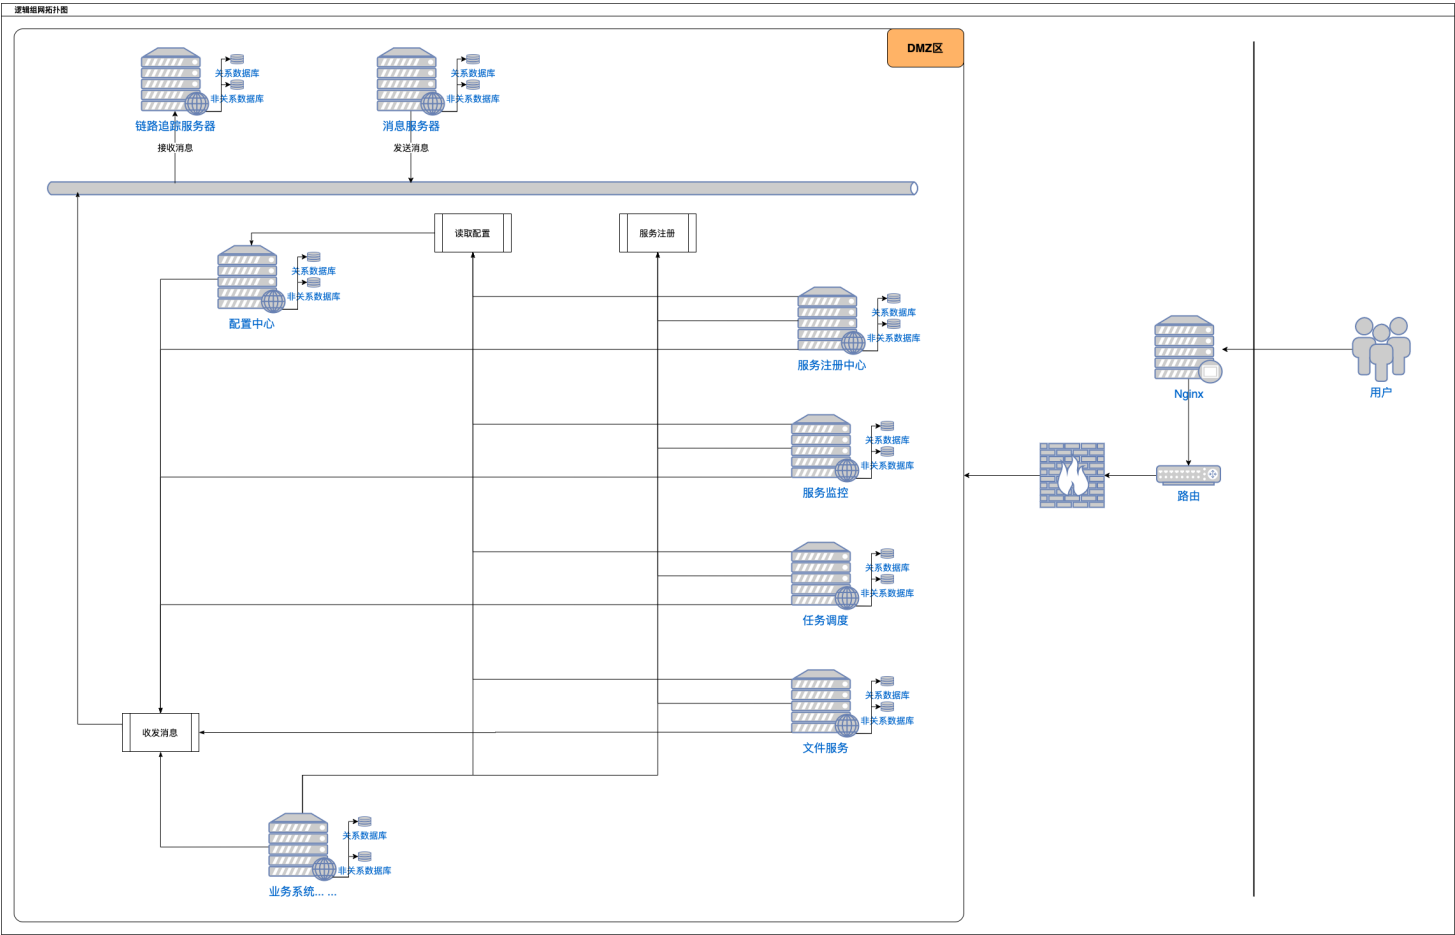 逻辑组网拓扑图
DMZ区
关系数据库
非关系数据库
链路追踪服务器
接收消息
关系数据库
非关系数据库
消息服务器
发送消息
读取配置
服务注册
关系数据库
非关系数据库
配置中心
关系数据库
非关系数据库
服务注册中心
Nginx
用户
关系数据库
非关系数据库
服务监控
路由
关系数据库
非关系数据库
任务调度
关系数据库
非关系数据库
文件服务
收发消息
关系数据库
非关系数据库
业务系统... ...